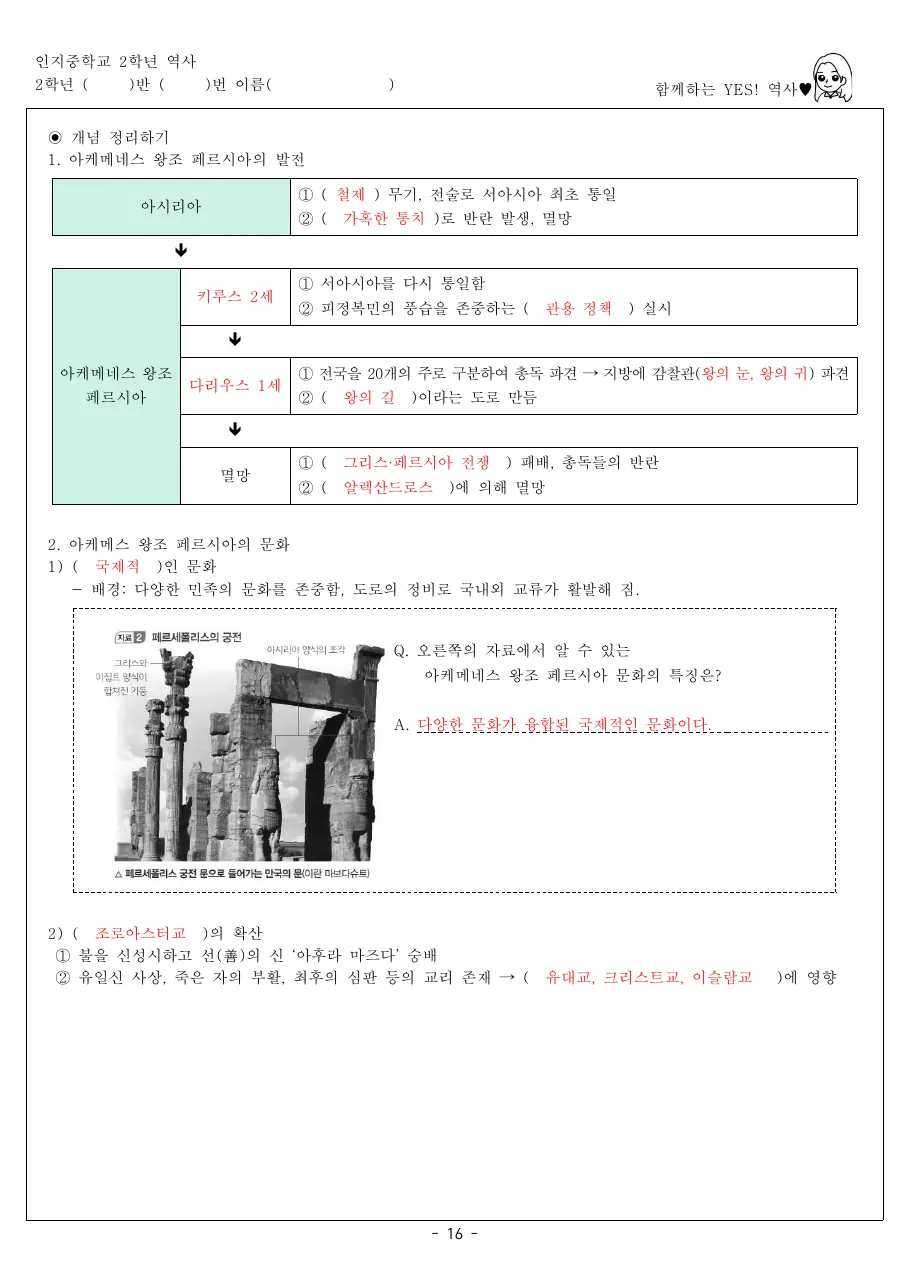 인지중학교 2학년 역사
2학년 (     )반 (     )번 이름(               )
함께하는 YES! 역사♥
◉ 개념 정리하기
1. 아케메네스 왕조 페르시아의 발전
아시리아
① ( 철제 ) 무기, 전술로 서아시아 최초 통일
② ( 가혹한 통치 )로 반란 발생, 멸망
🡻
아케메네스 왕조
페르시아
키루스 2세
① 서아시아를 다시 통일함
② 피정복민의 풍습을 존중하는 ( 관용 정책 ) 실시
🡻
다리우스 1세
① 전국을 20개의 주로 구분하여 총독 파견 → 지방에 감찰관(왕의 눈, 왕의 귀) 파견
② ( 왕의 길 )이라는 도로 만듬
🡻
멸망
① ( 그리스·페르시아 전쟁 ) 패배, 총독들의 반란
② ( 알렉산드로스 )에 의해 멸망
2. 아케메스 왕조 페르시아의 문화
1) ( 국제적 )인 문화
- 배경: 다양한 민족의 문화를 존중함, 도로의 정비로 국내외 교류가 활발해 짐.
자료 2 페르세폴리스의 궁전
아시리아 양식의 조각
그리스와
이집트 양식이
합쳐진 기둥
△ 페르세폴리스 궁전 문으로 들어가는 만국의 문(이란 마브다슈트)
Q. 오른쪽의 자료에서 알 수 있는
아케메네스 왕조 페르시아 문화의 특징은?
A. 다양한 문화가 융합된 국제적인 문화이다.
2) ( 조로아스터교 )의 확산
① 불을 신성시하고 선(善)의 신 ‘아후라 마즈다’ 숭배
② 유일신 사상, 죽은 자의 부활, 최후의 심판 등의 교리 존재 → ( 유대교, 크리스트교, 이슬람교 )에 영향
- 16 -